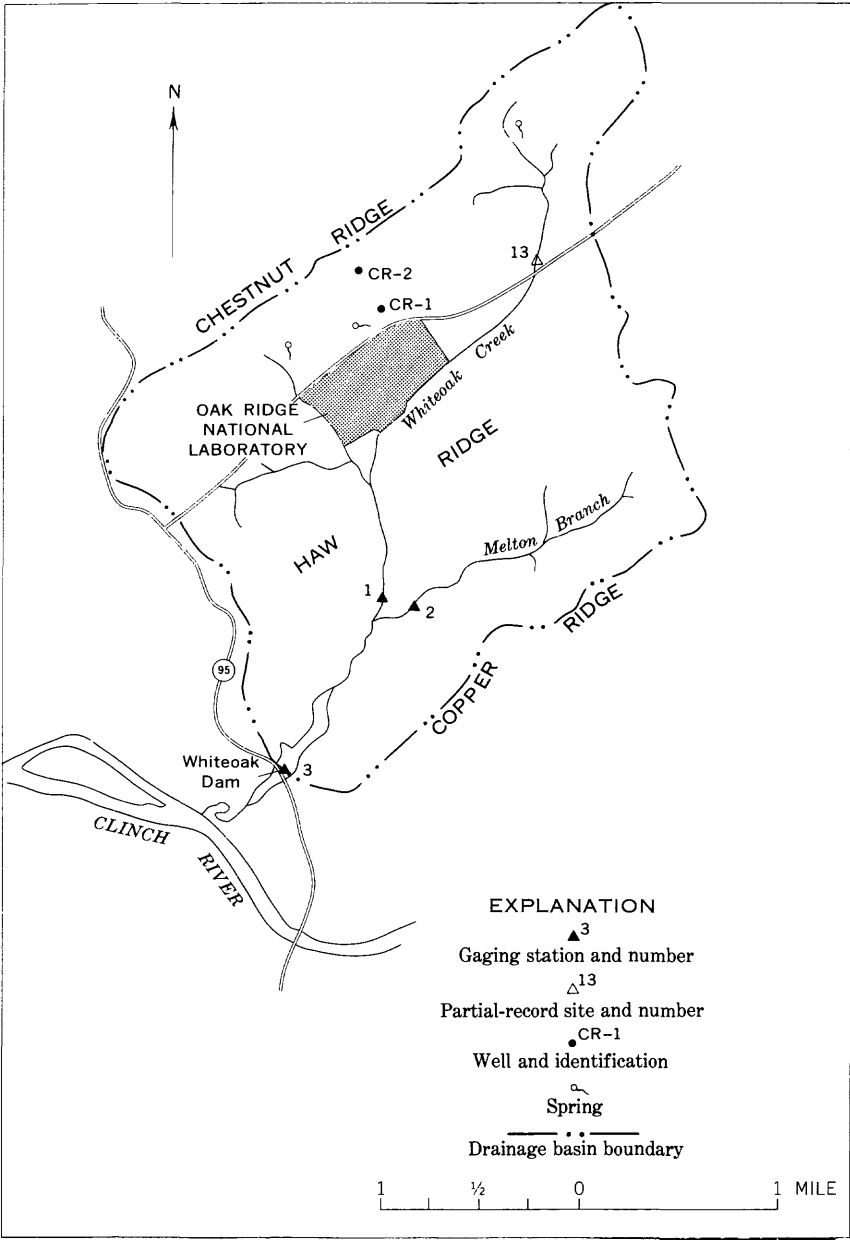 N
CHESTNUT RIDGE
13
CR-2
CR-1
Whiteoak Creek
OAK RIDGE
NATIONAL
LABORATORY
RIDGE
HAW
Melton Branch
1
2
COPPER RIDGE
95
Whiteoak
Dam
3
CLINCH
RIVER
EXPLANATION
3
Gaging station and number
13
Partial-record site and number
CR-1
Well and identification
Spring
Drainage basin boundary
1 ½ 0 1 MILE